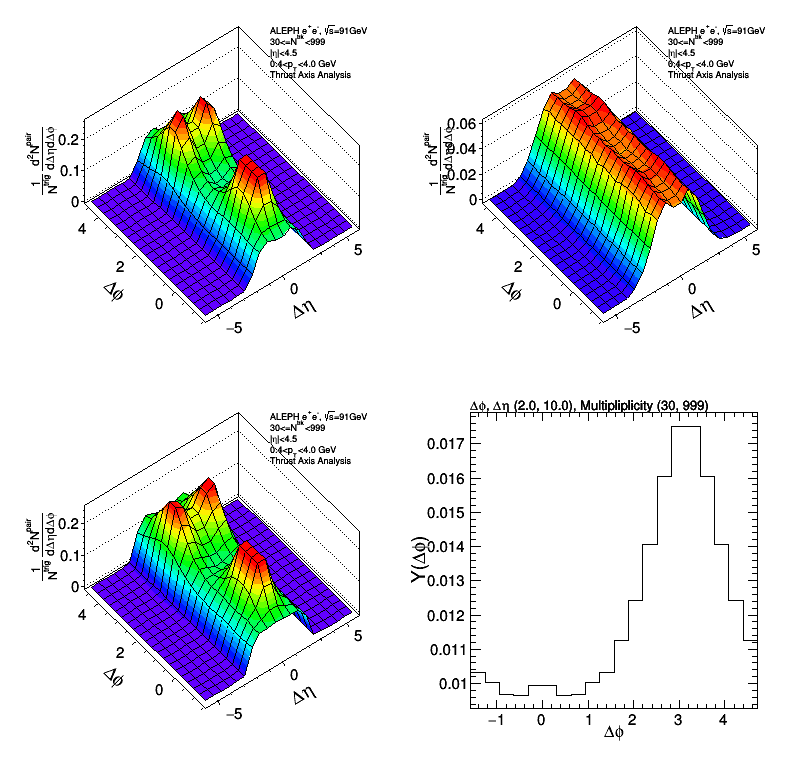 ALEPH e⁺e⁻, √s=91GeV
30<=N^trk<999
|η|<4.5
0.4<p_T<4.0 GeV
Thrust Axis Analysis
1/N^trig d²N^pair/dΔηdΔφ
0.2
0.1
0
4
2
0
Δφ
−5
0
5
Δη
ALEPH e⁺e⁻, √s=91GeV
30<=N^trk<999
|η|<4.5
0.4<p_T<4.0 GeV
Thrust Axis Analysis
1/N^trig d²N^pair/dΔηdΔφ
0.06
0.04
0.02
0
4
2
0
Δφ
−5
0
5
Δη
ALEPH e⁺e⁻, √s=91GeV
30<=N^trk<999
|η|<4.5
0.4<p_T<4.0 GeV
Thrust Axis Analysis
1/N^trig d²N^pair/dΔηdΔφ
0.2
0.1
0
4
2
0
Δφ
−5
0
5
Δη
Δφ, Δη (2.0, 10.0), Multipliplicity (30, 999)
Y(Δφ)
0.017
0.016
0.015
0.014
0.013
0.012
0.011
0.01
−1 0 1 2 3 4
Δφ